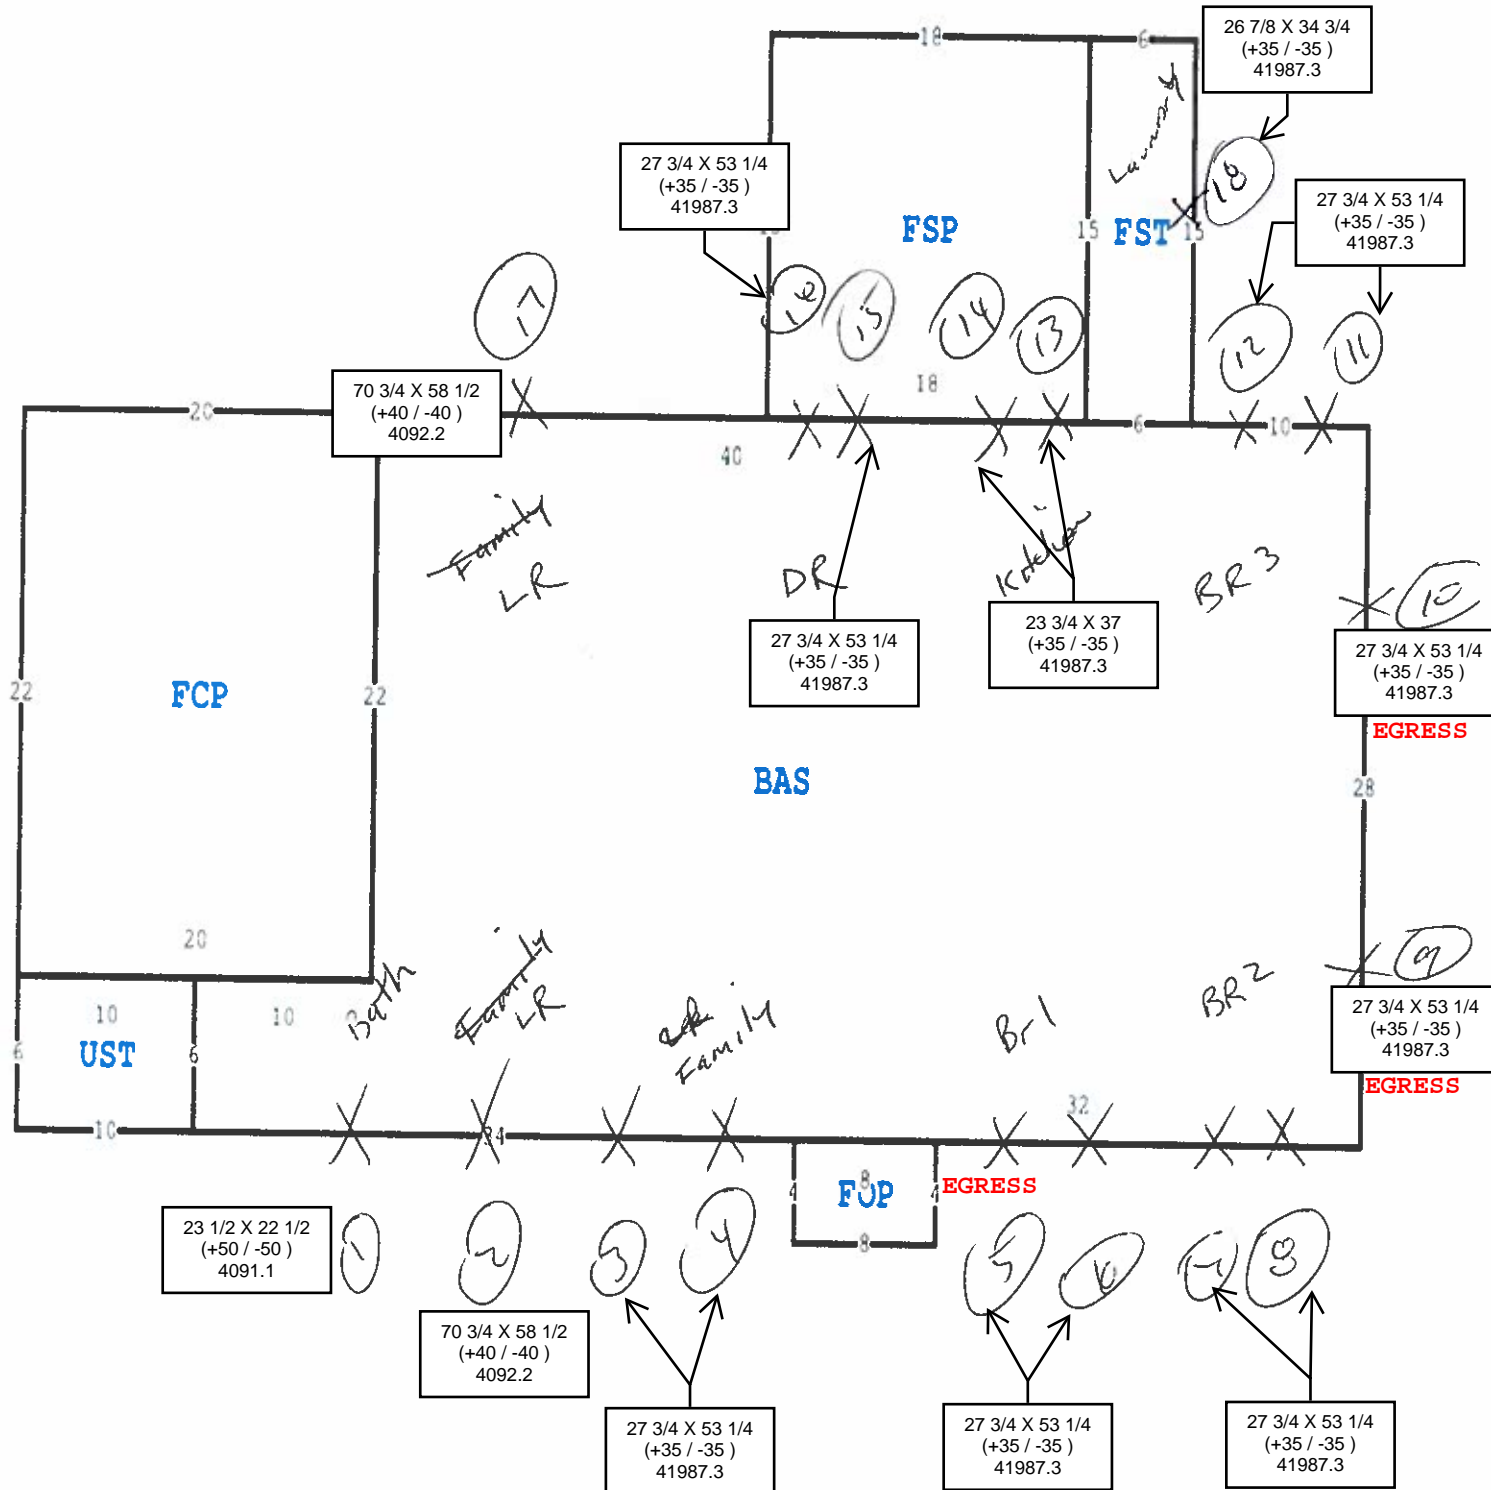 18
6
26 7/8 X 34 3/4
(+35 / -35 )
41987.3
Laundry
27 3/4 X 53 1/4
(+35 / -35 )
41987.3
18
27 3/4 X 53 1/4
(+35 / -35 )
41987.3
FSP
15
FST
15
17
16
15
14
13
12
11
18
70 3/4 X 58 1/2
(+40 / -40 )
4092.2
20
40
6
10
Family
LR
DR
Kitchen
BR 3
10
27 3/4 X 53 1/4
(+35 / -35 )
41987.3
23 3/4 X 37
(+35 / -35 )
41987.3
27 3/4 X 53 1/4
(+35 / -35 )
41987.3
EGRESS
22
FCP
22
BAS
28
20
Bath
Family
LR
LR
Family
Br1
BR2
9
27 3/4 X 53 1/4
(+35 / -35 )
41987.3
EGRESS
10
10
6
UST
6
10
34
32
4
8
FOP
4
8
EGRESS
23 1/2 X 22 1/2
(+50 / -50 )
4091.1
1
2
3
4
5
6
7
8
70 3/4 X 58 1/2
(+40 / -40 )
4092.2
27 3/4 X 53 1/4
(+35 / -35 )
41987.3
27 3/4 X 53 1/4
(+35 / -35 )
41987.3
27 3/4 X 53 1/4
(+35 / -35 )
41987.3